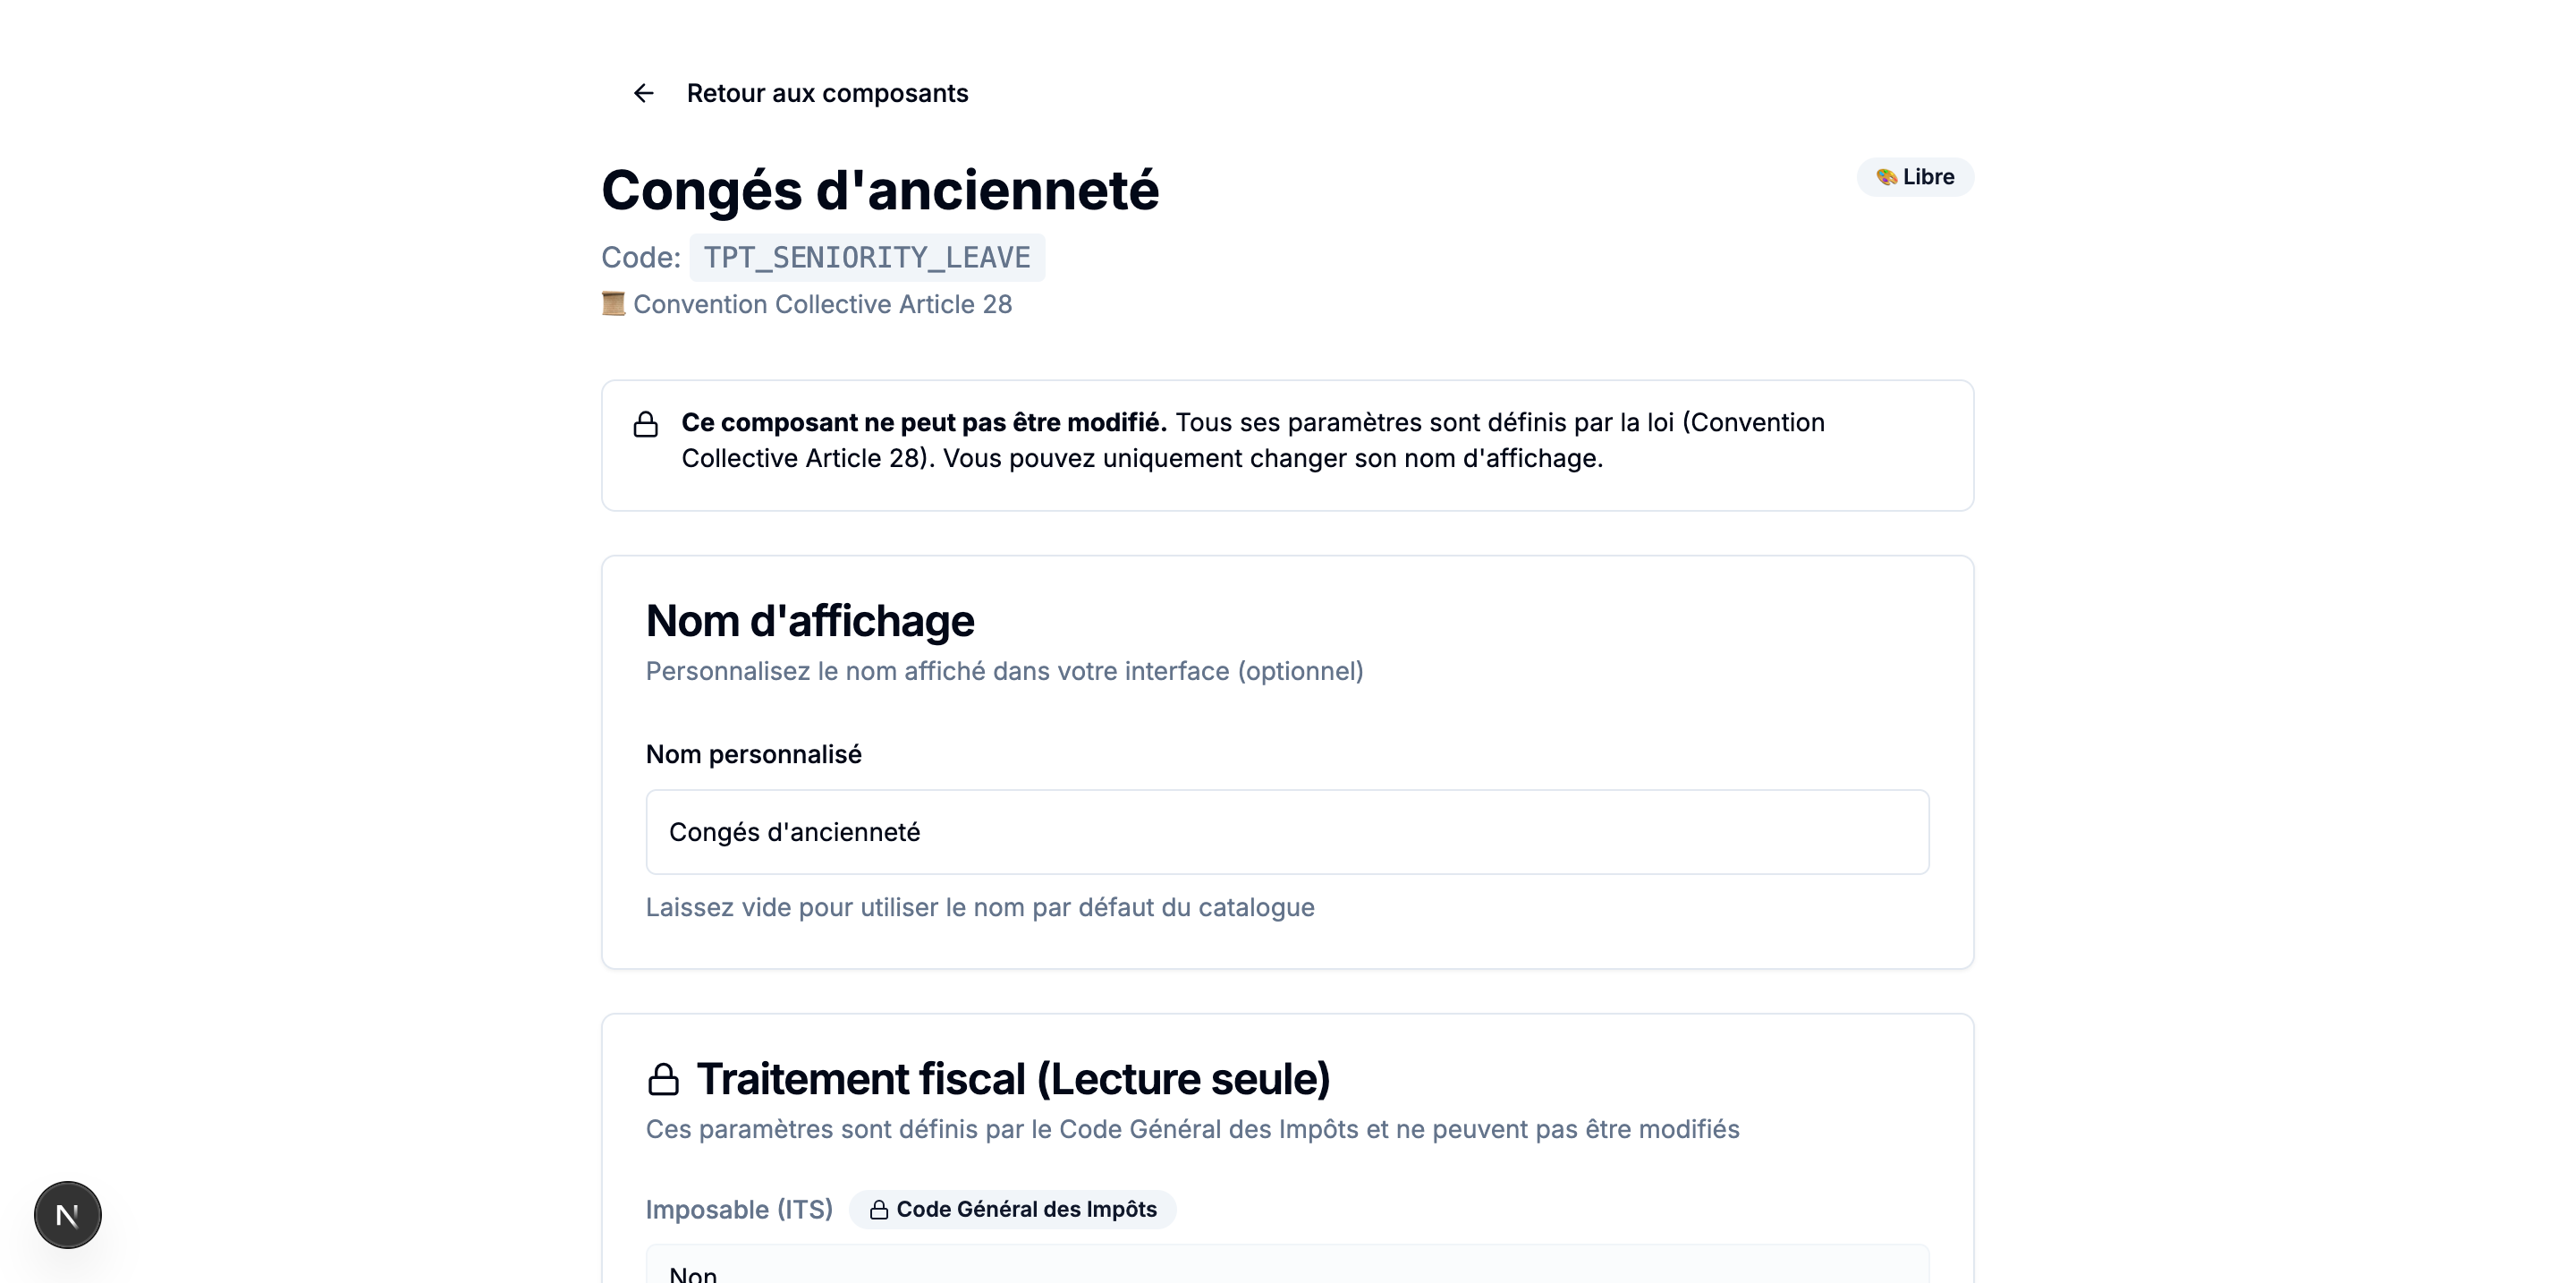 Retour aux composants
Congés d'ancienneté
Libre
Code: TPT_SENIORITY_LEAVE
Convention Collective Article 28
Ce composant ne peut pas être modifié. Tous ses paramètres sont définis par la loi (Convention
Collective Article 28). Vous pouvez uniquement changer son nom d'affichage.
Nom d'affichage
Personnalisez le nom affiché dans votre interface (optionnel)
Nom personnalisé
Congés d'ancienneté
Laissez vide pour utiliser le nom par défaut du catalogue
Traitement fiscal (Lecture seule)
Ces paramètres sont définis par le Code Général des Impôts et ne peuvent pas être modifiés
Imposable (ITS) Code Général des Impôts
Non
N